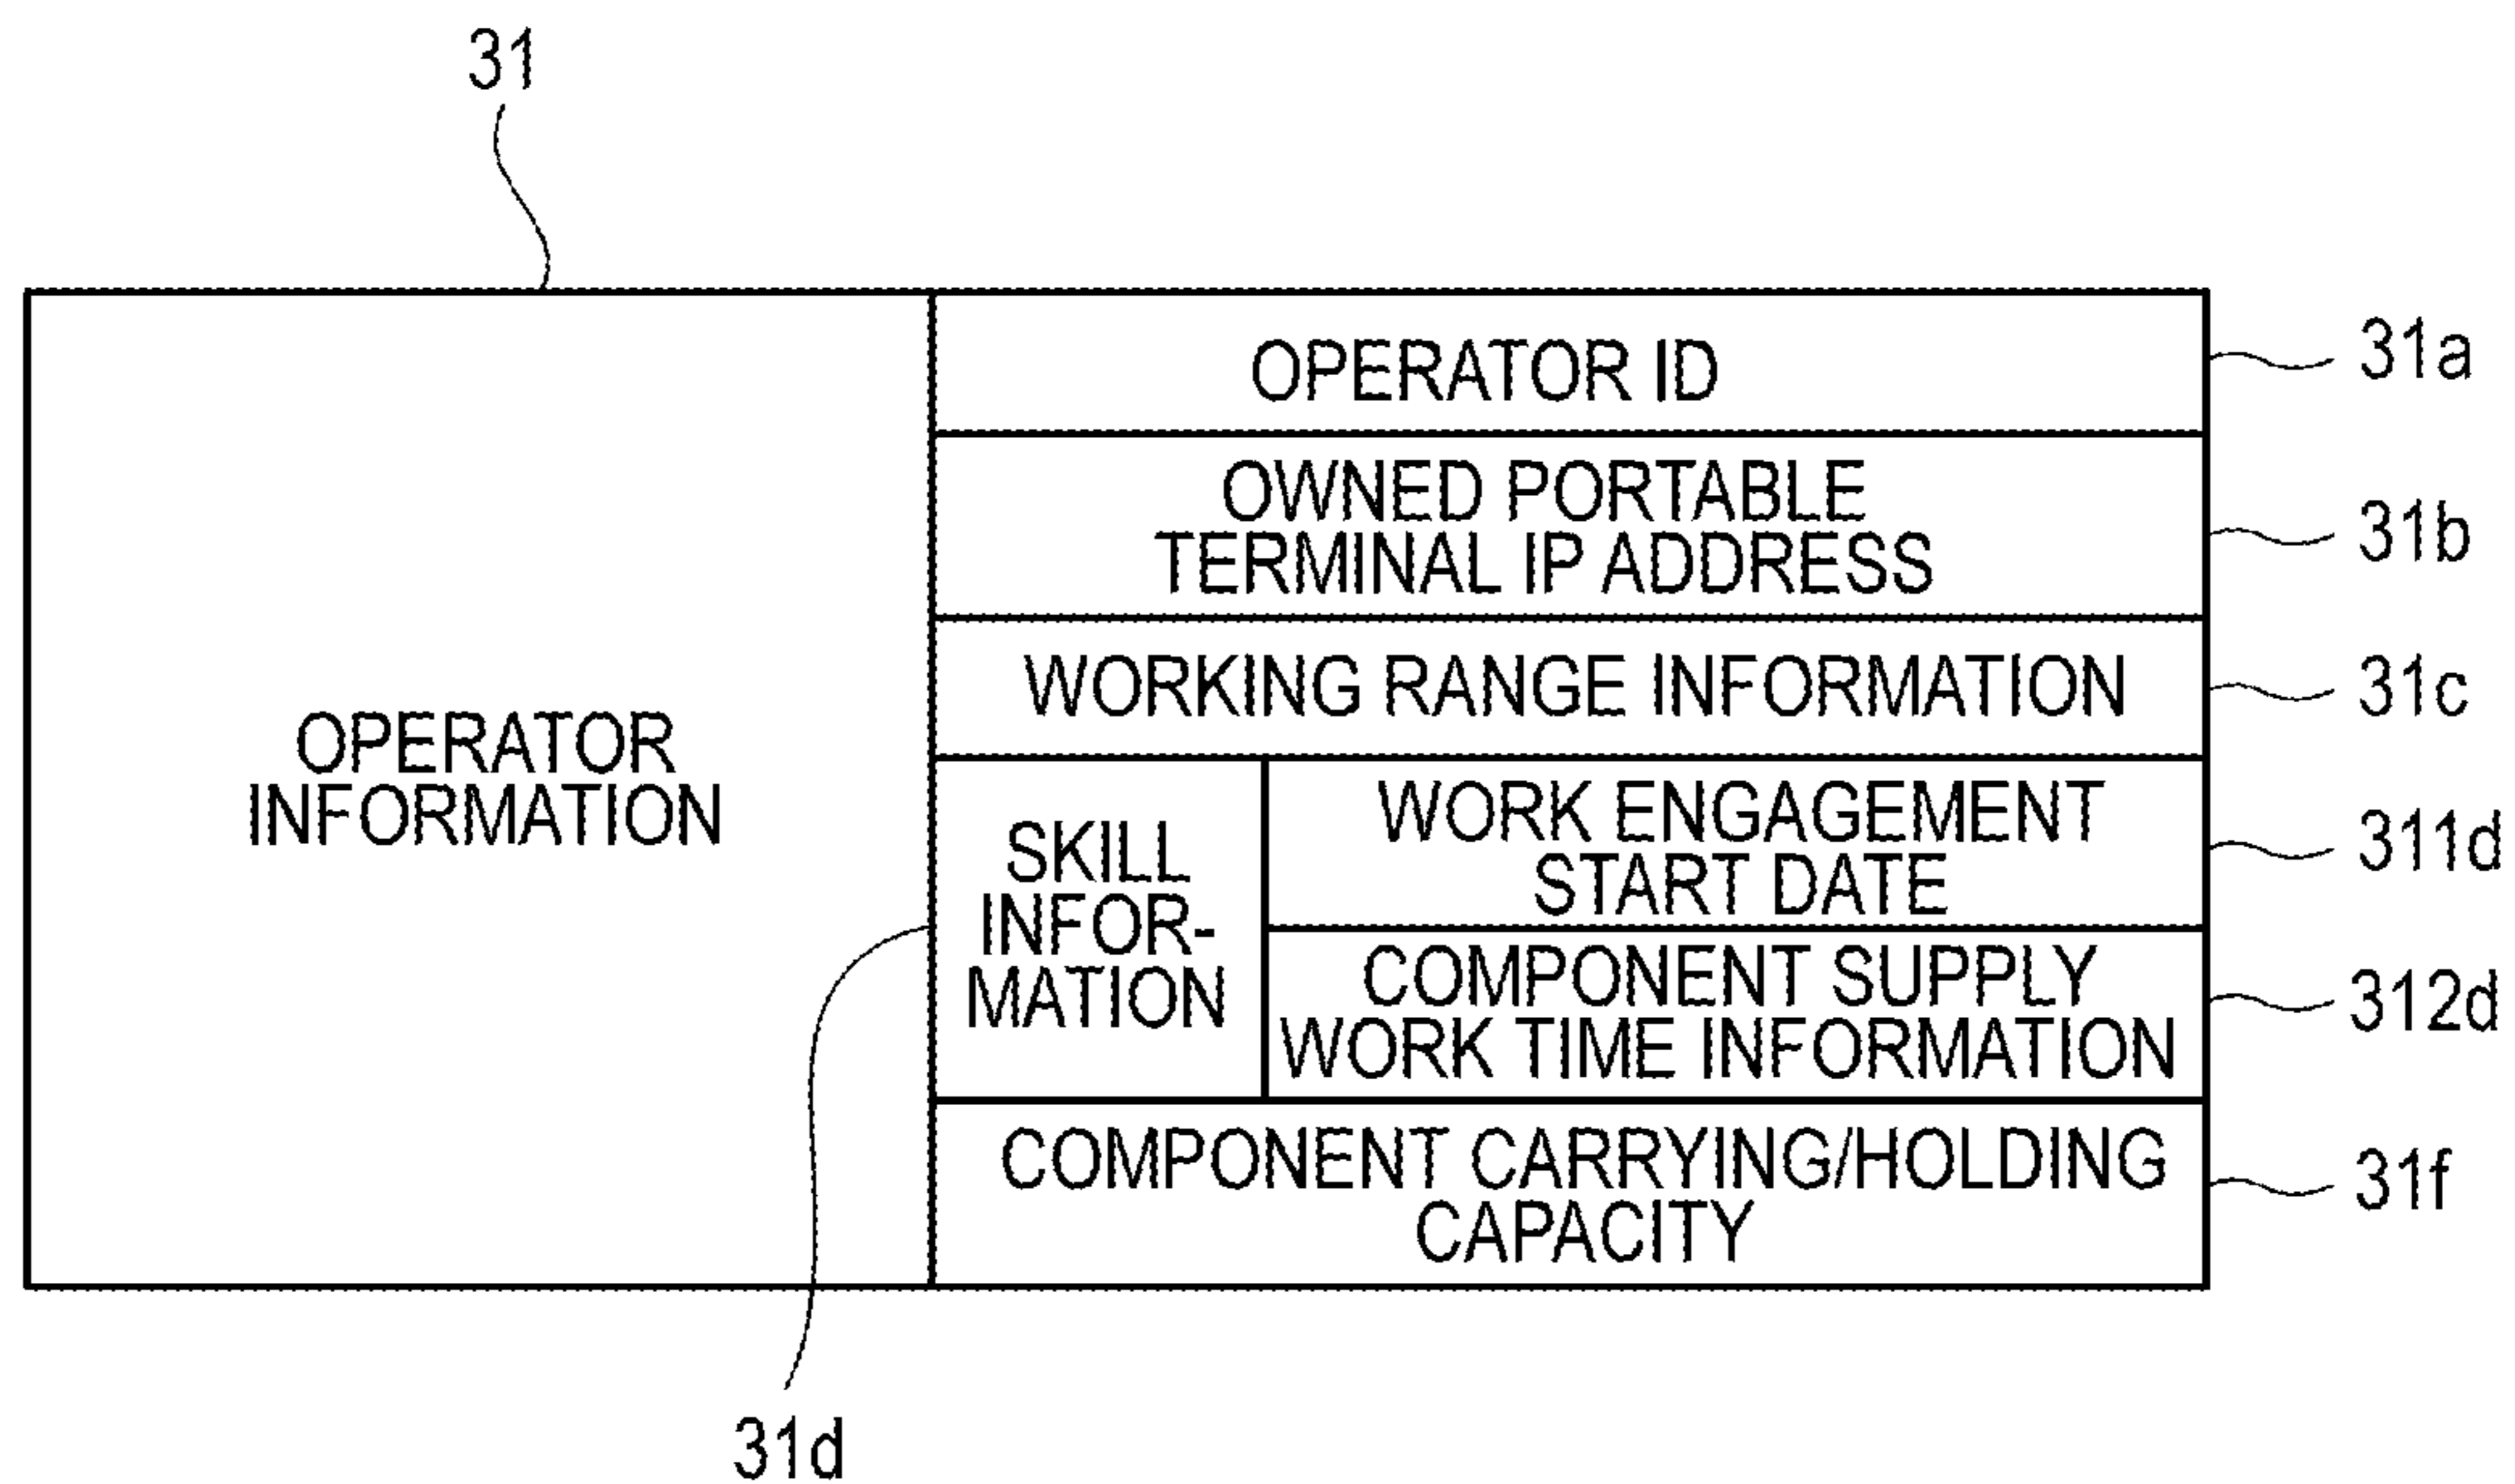 31
OPERATOR ID
31a
OWNED PORTABLE
TERMINAL IP ADDRESS
31b
WORKING RANGE INFORMATION
31c
OPERATOR
INFORMATION
SKILL
INFOR-
MATION
WORK ENGAGEMENT
START DATE
311d
COMPONENT SUPPLY
WORK TIME INFORMATION
312d
COMPONENT CARRYING/HOLDING
CAPACITY
31f
31d